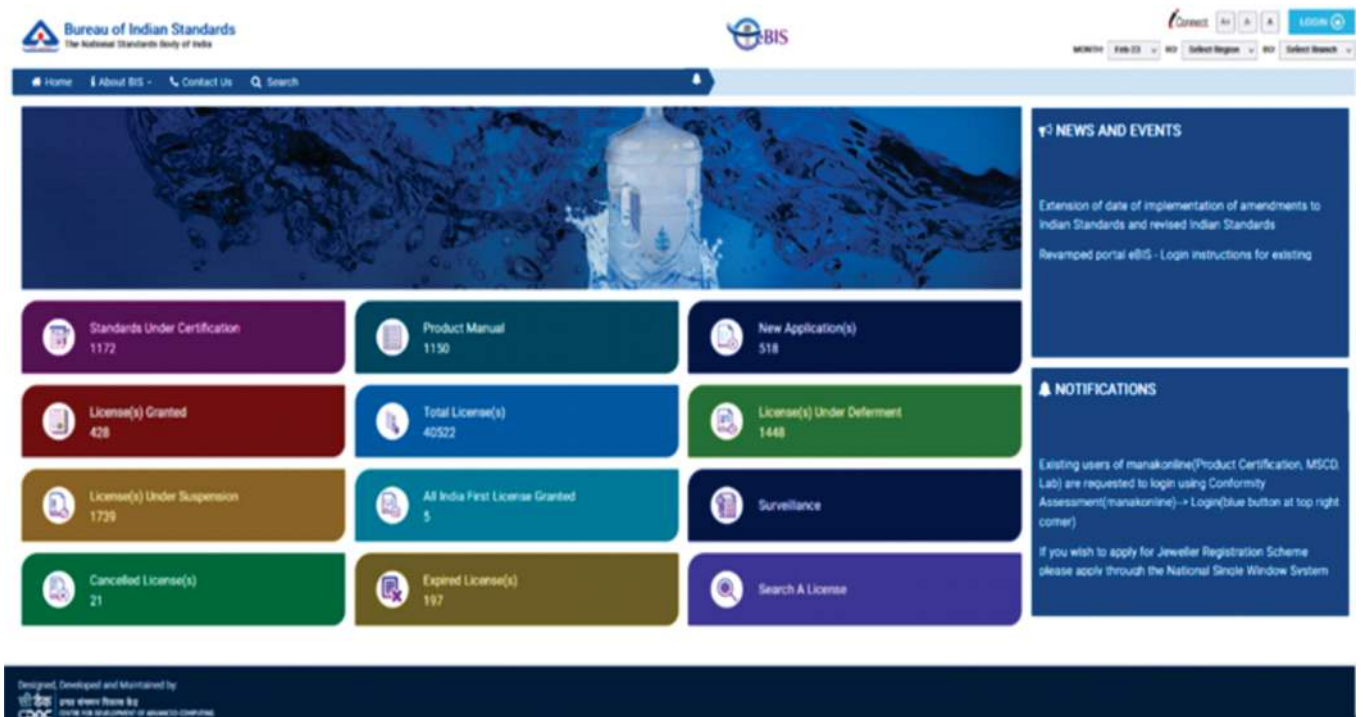 Bureau of Indian Standards
The National Standards Body of India
eBIS
Connect A+ A A LOGIN
MONTH Feb-23 RO Select Region BO Select Branch
Home About BIS Contact Us Search
NEWS AND EVENTS
Extension of date of implementation of amendments to
Indian Standards and revised Indian Standards
Revamped portal eBIS - Login instructions for existing
Standards Under Certification
1172
Product Manual
1150
New Application(s)
518
License(s) Granted
428
Total License(s)
40522
License(s) Under Deferment
1448
License(s) Under Suspension
1739
All India First License Granted
5
Surveillance
Cancelled License(s)
21
Expired License(s)
197
Search A License
NOTIFICATIONS
Existing users of manakonline(Product Certification, MSCD,
Lab) are requested to login using Conformity
Assessment(manakonline)--> Login(blue button at top right
corner)
If you wish to apply for Jeweller Registration Scheme
please apply through the National Single Window System
Designed, Developed and Maintained by:
सी डैक
CDAC CENTRE FOR DEVELOPMENT OF ADVANCED COMPUTING